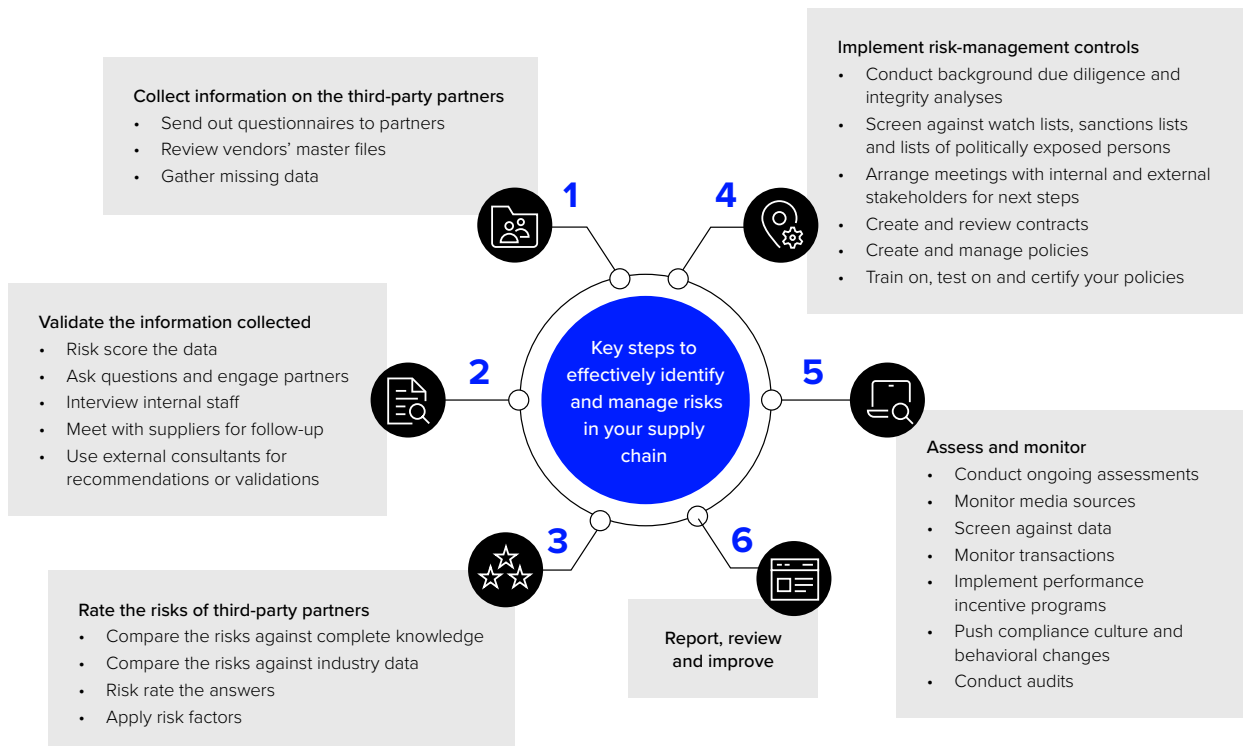 Key steps to
effectively identify
and manage risks
in your supply
chain
1
Collect information on the third-party partners
• Send out questionnaires to partners
• Review vendors’ master files
• Gather missing data
2
Validate the information collected
• Risk score the data
• Ask questions and engage partners
• Interview internal staff
• Meet with suppliers for follow-up
• Use external consultants for
recommendations or validations
3
Rate the risks of third-party partners
• Compare the risks against complete knowledge
• Compare the risks against industry data
• Risk rate the answers
• Apply risk factors
4
Implement risk-management controls
• Conduct background due diligence and
integrity analyses
• Screen against watch lists, sanctions lists
and lists of politically exposed persons
• Arrange meetings with internal and external
stakeholders for next steps
• Create and review contracts
• Create and manage policies
• Train on, test on and certify your policies
5
Assess and monitor
• Conduct ongoing assessments
• Monitor media sources
• Screen against data
• Monitor transactions
• Implement performance
incentive programs
• Push compliance culture and
behavioral changes
• Conduct audits
6
Report, review
and improve